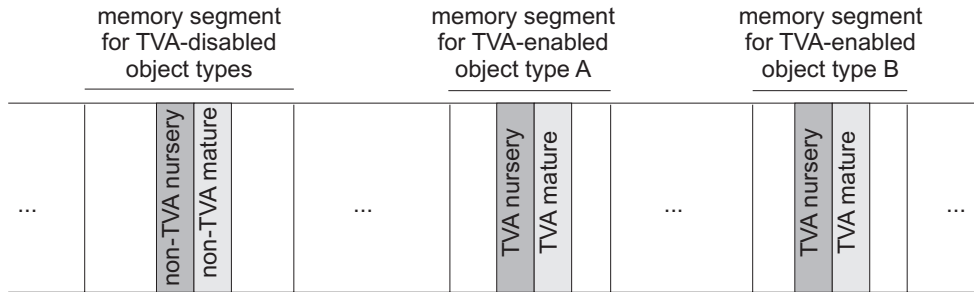 memory segment
for TVA-disabled
object types
memory segment
for TVA-enabled
object type A
memory segment
for TVA-enabled
object type B
...
non-TVA nursery
non-TVA mature
...
TVA nursery
TVA mature
...
TVA nursery
TVA mature
...